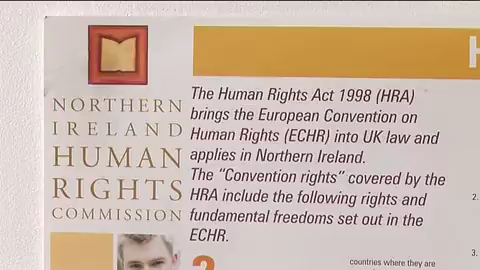 H
NORTHERN
IRELAND
HUMAN
RIGHTS
COMMISSION
The Human Rights Act 1998 (HRA)
brings the European Convention on
Human Rights (ECHR) into UK law and
applies in Northern Ireland.
The “Convention rights” covered by the
HRA include the following rights and
fundamental freedoms set out in the
ECHR.
2.
3.
countries where they are